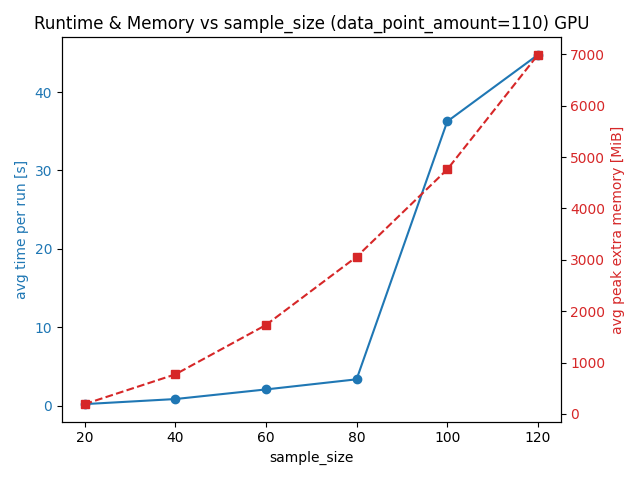 Runtime & Memory vs sample_size (data_point_amount=110) GPU
avg time per run [s]
40
30
20
10
0
7000
6000
5000
4000
3000
2000
1000
0
avg peak extra memory [MiB]
20 40 60 80 100 120
sample_size